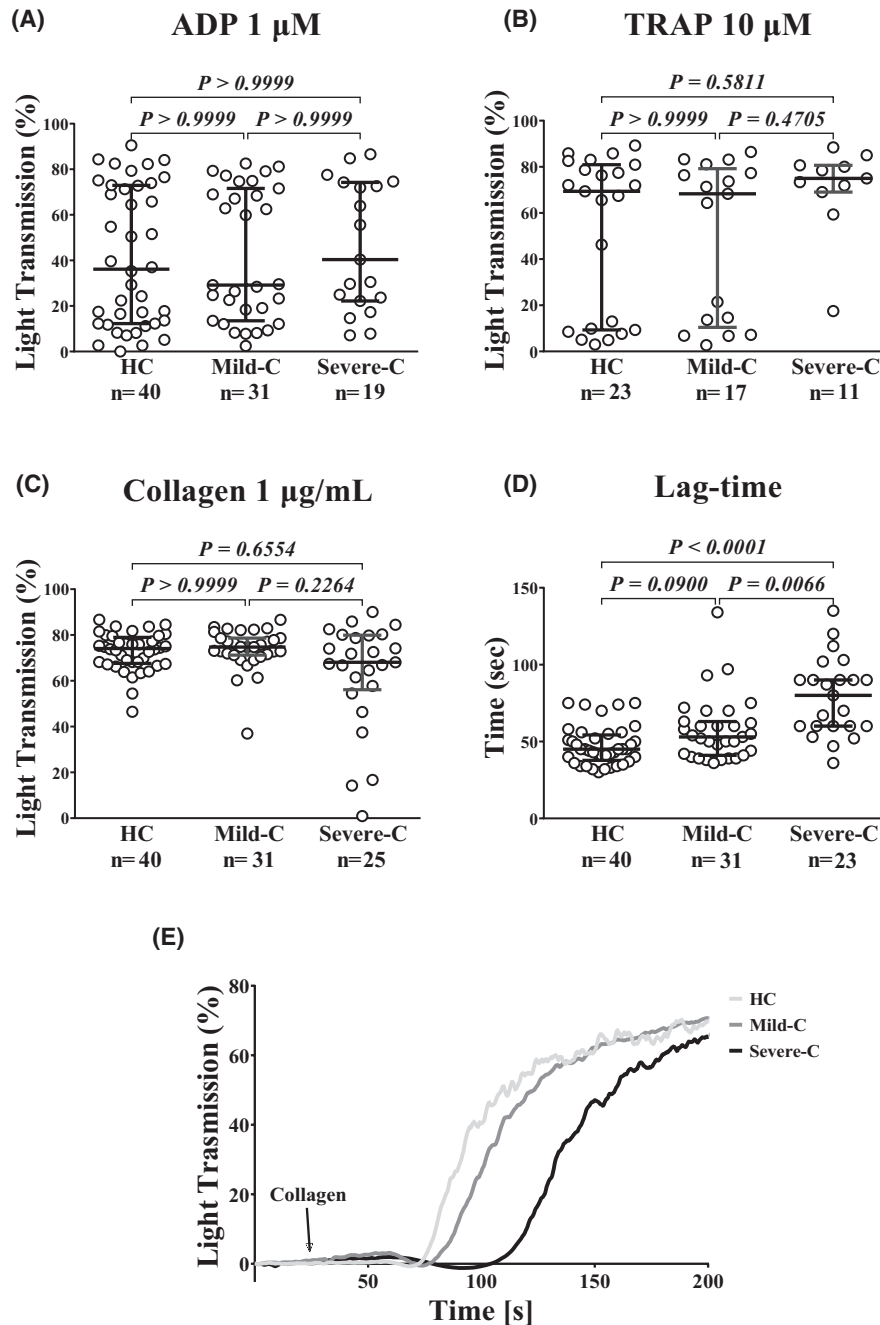 (A) ADP 1 μM
P > 0.9999
P > 0.9999 P > 0.9999
Light Transmission (%)
100
80
60
40
20
0
HC Mild-C Severe-C
n=40 n=31 n=19
(B) TRAP 10 μM
P = 0.5811
P > 0.9999 P = 0.4705
Light Transmission (%)
100
80
60
40
20
0
HC Mild-C Severe-C
n=23 n=17 n=11
(C) Collagen 1 μg/mL
P = 0.6554
P > 0.9999 P = 0.2264
Light Transmission (%)
100
80
60
40
20
0
HC Mild-C Severe-C
n=40 n=31 n=25
(D) Lag-time
P < 0.0001
P = 0.0900 P = 0.0066
Time (sec)
150
100
50
0
HC Mild-C Severe-C
n=40 n=31 n=23
(E)
Light Trasmission (%)
80
60
40
20
0
Collagen
HC
Mild-C
Severe-C
50 100 150 200
Time [s]